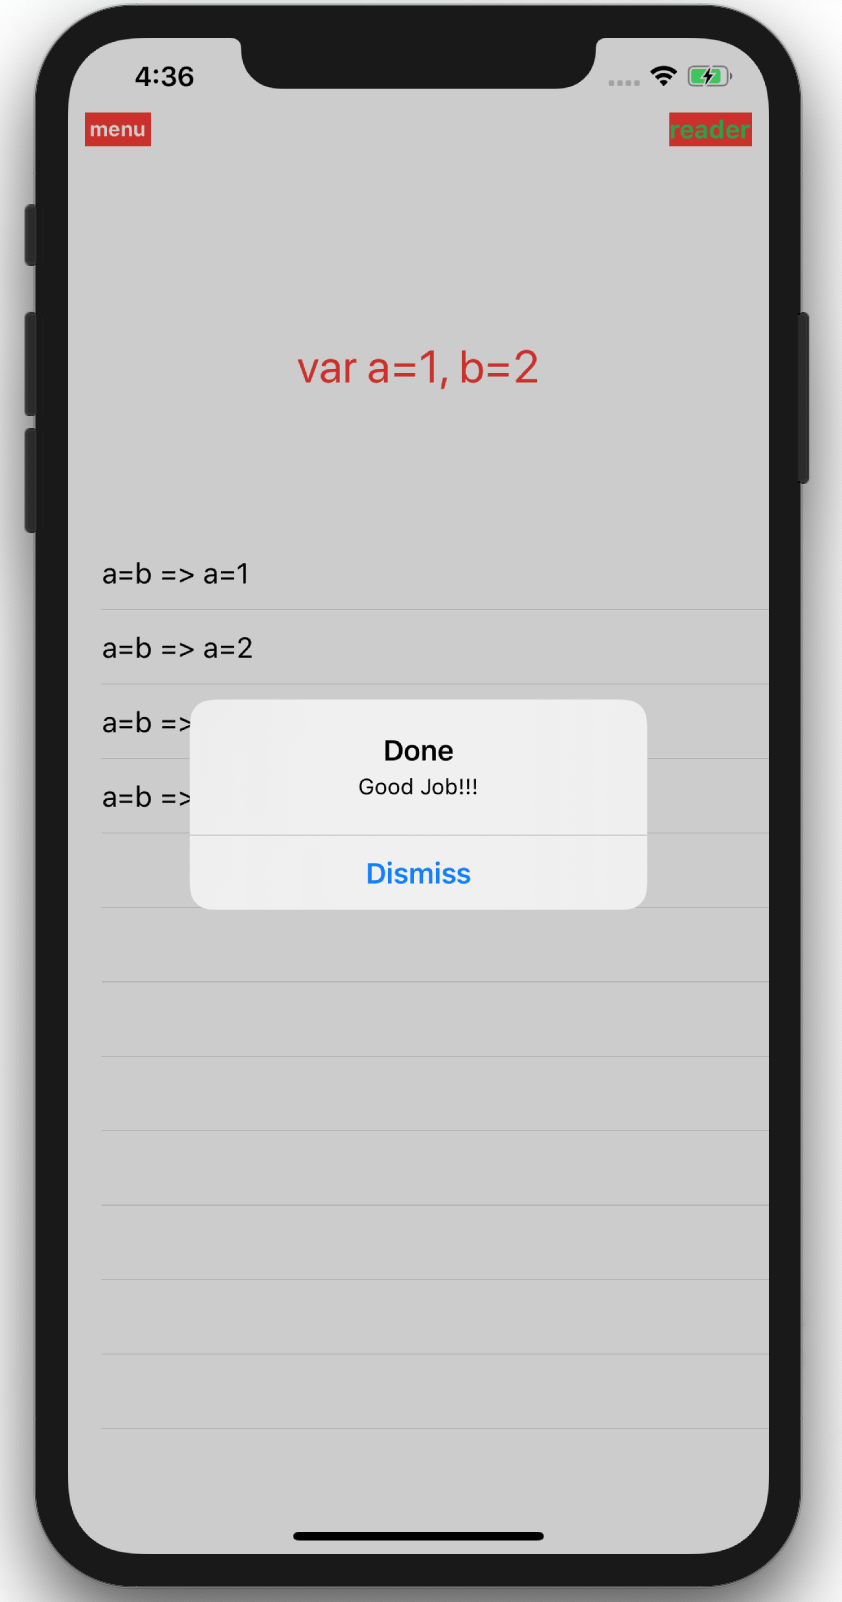 4:36
menu
reader
var a=1, b=2
a=b => a=1
a=b => a=2
a=b =>
a=b =>
Done
Good Job!!!
Dismiss